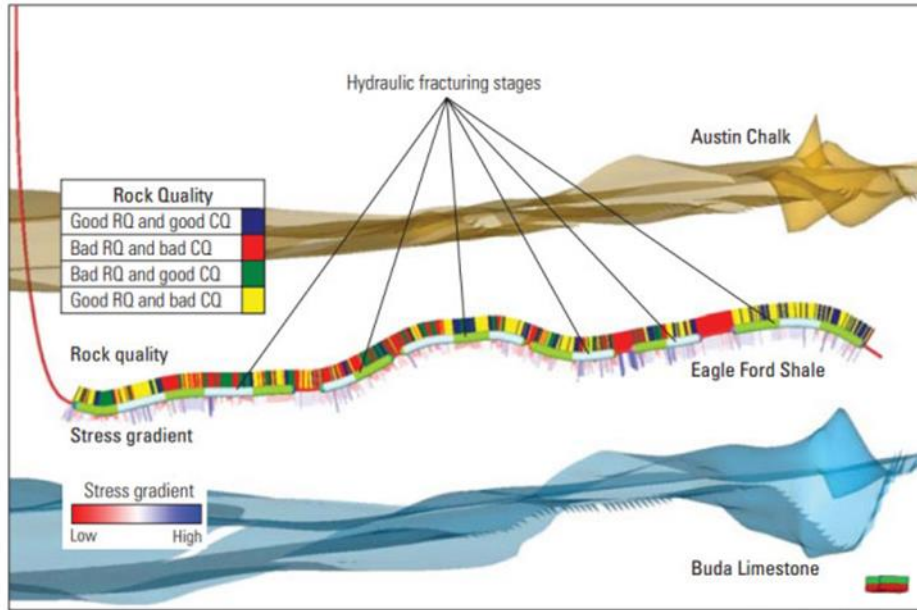 Hydraulic fracturing stages
Austin Chalk
Rock Quality
Good RQ and good CQ
Bad RQ and bad CQ
Bad RQ and good CQ
Good RQ and bad CQ
Rock quality
Eagle Ford Shale
Stress gradient
Stress gradient
Low High
Buda Limestone